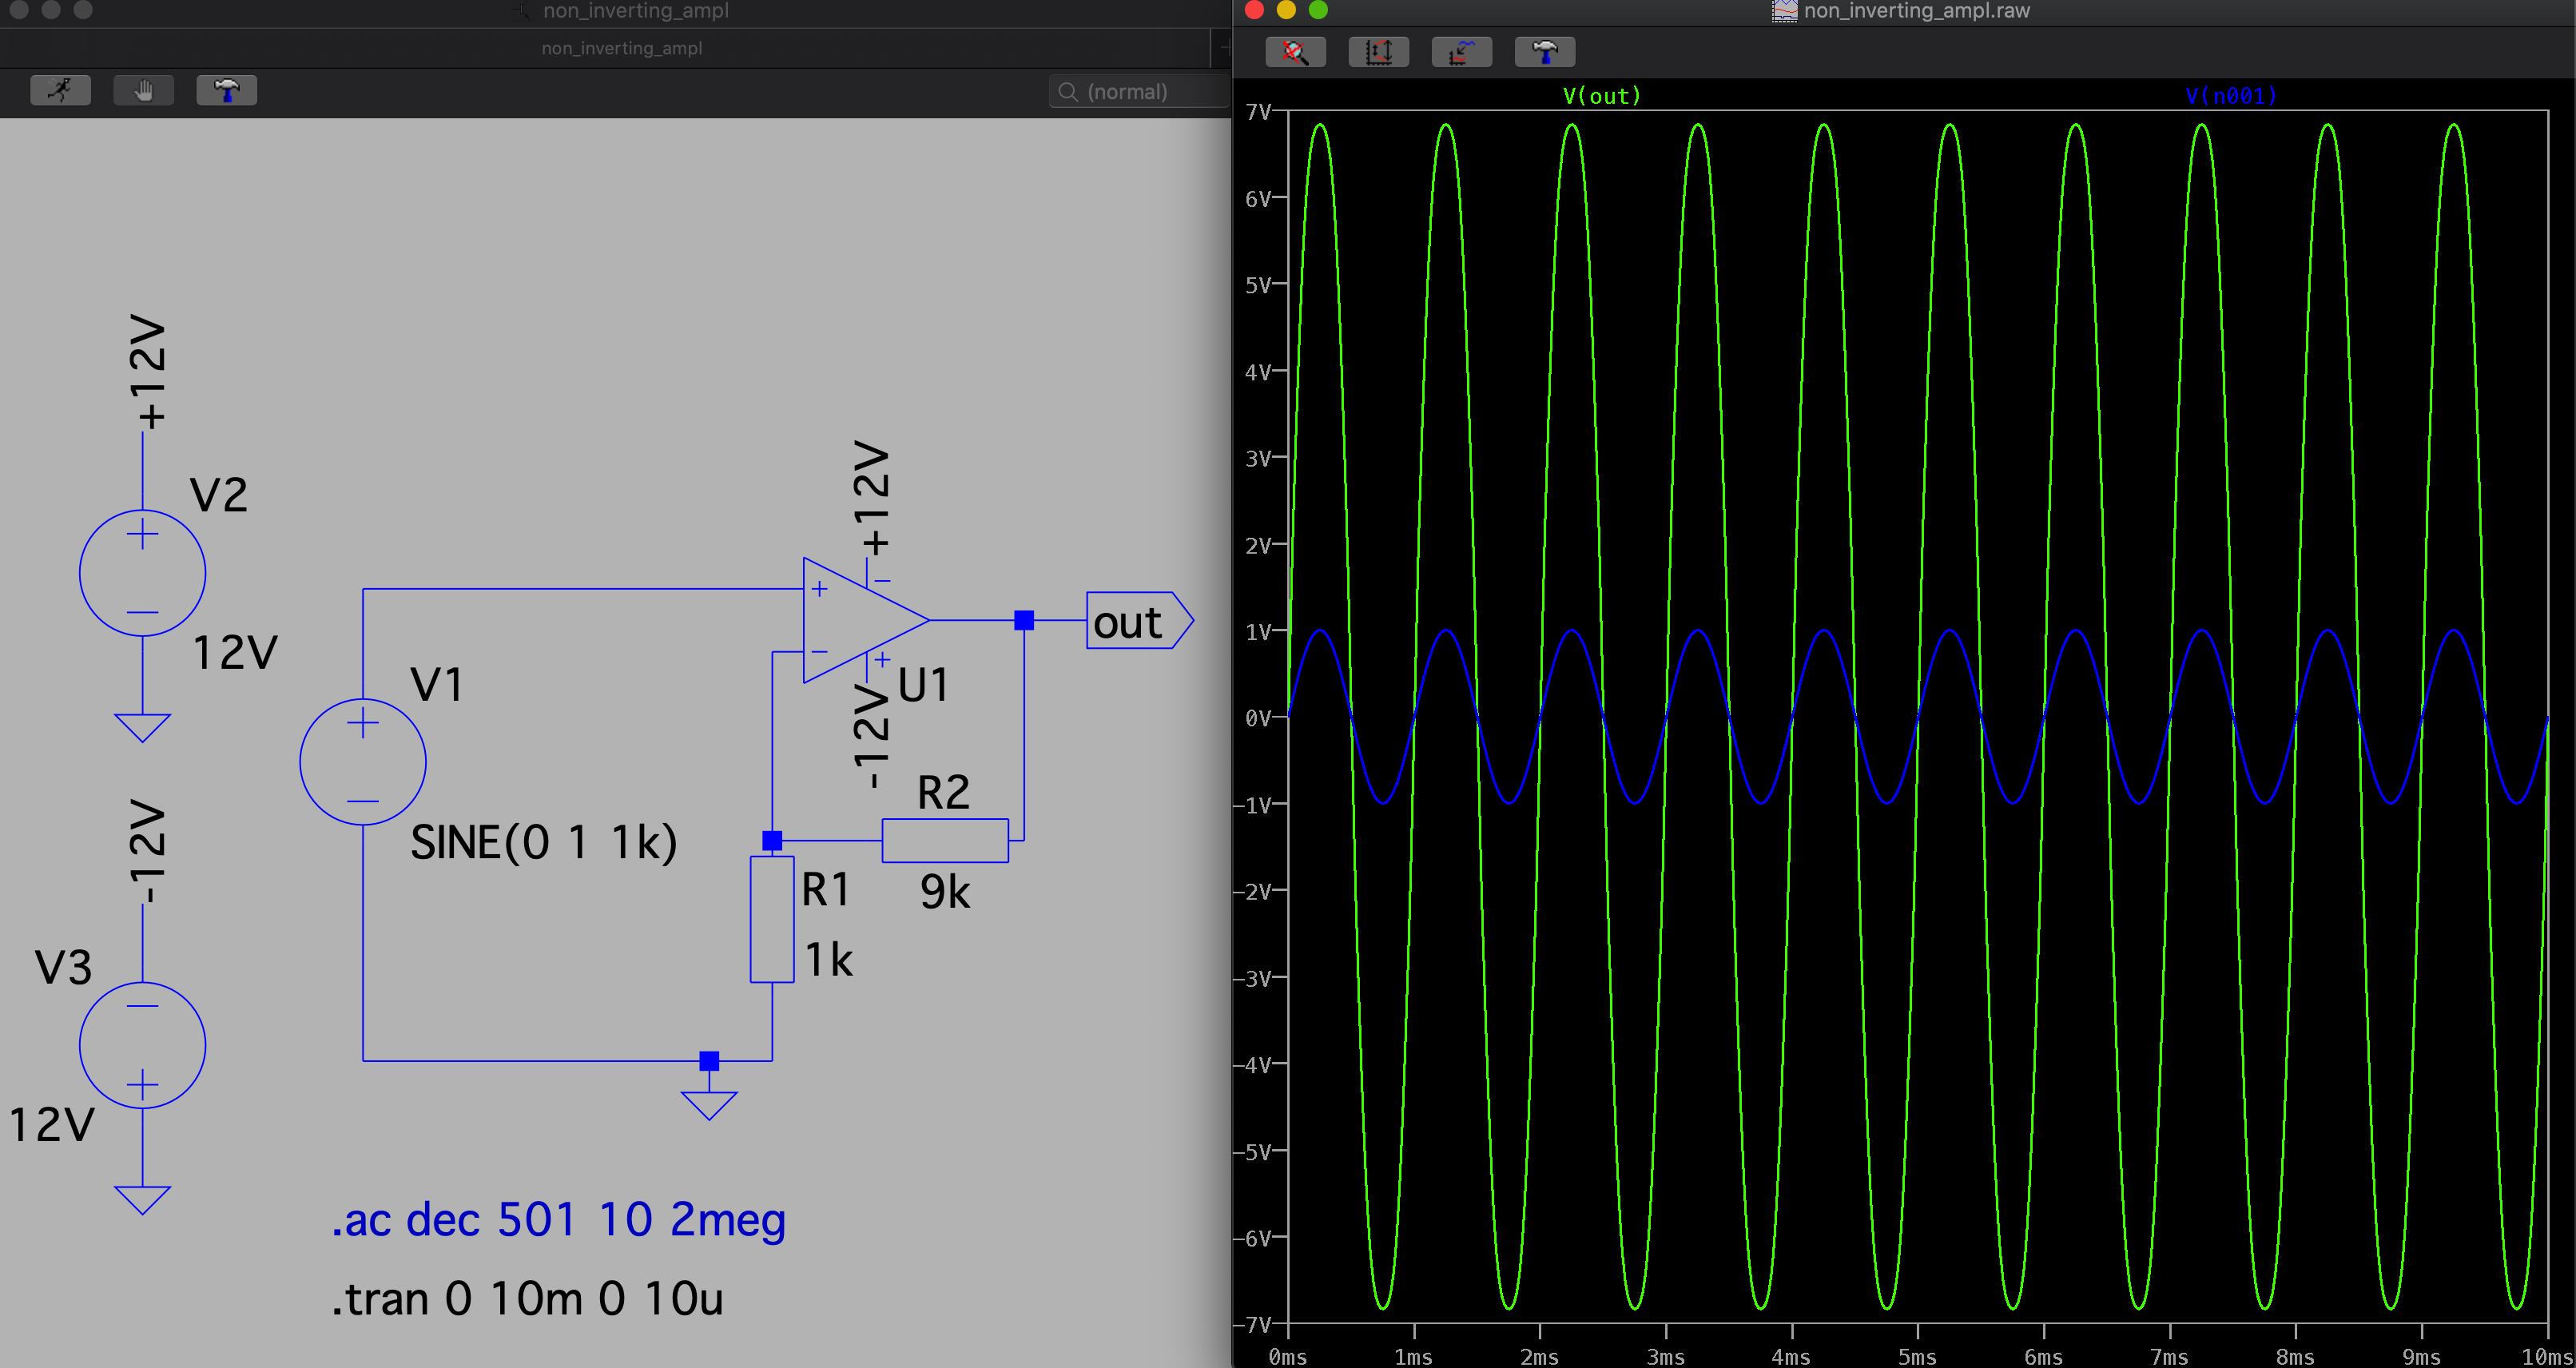 non_inverting_ampl
non_inverting_ampl
(normal)
+12V
V2
12V
-12V
V3
12V
V1
SINE(0 1 1k)
+12V
-12V
U1
out
R2
9k
R1
1k
.ac dec 501 10 2meg
.tran 0 10m 0 10u
non_inverting_ampl.raw
V(out)
V(n001)
7V
6V
5V
4V
3V
2V
1V
0V
-1V
-2V
-3V
-4V
-5V
-6V
-7V
0ms 1ms 2ms 3ms 4ms 5ms 6ms 7ms 8ms 9ms 10ms